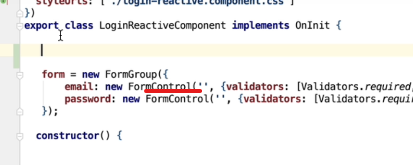 styleUrls: ['./login-reactive.component.css']
})
export class LoginReactiveComponent implements OnInit {
form = new FormGroup({
email: new FormControl('', {validators: [Validators.required,
password: new FormControl('', {validators: [Validators.requi
});
constructor() {